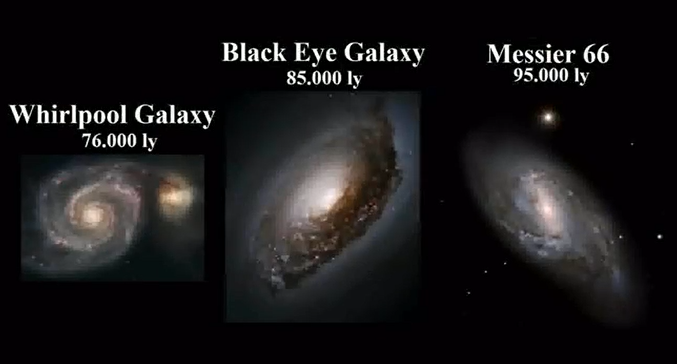 Whirlpool Galaxy
76.000 ly
Black Eye Galaxy
85.000 ly
Messier 66
95.000 ly